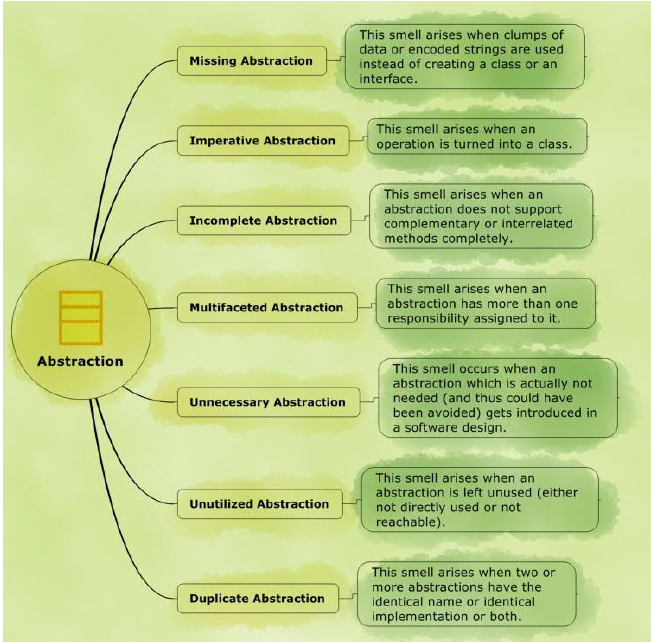 Abstraction
Missing Abstraction
This smell arises when clumps of
data or encoded strings are used
instead of creating a class or an
interface.
Imperative Abstraction
This smell arises when an
operation is turned into a class.
Incomplete Abstraction
This smell arises when an
abstraction does not support
complementary or interrelated
methods completely.
Multifaceted Abstraction
This smell arises when an
abstraction has more than one
responsibility assigned to it.
Unnecessary Abstraction
This smell occurs when an
abstraction which is actually not
needed (and thus could have
been avoided) gets introduced in
a software design.
Unutilized Abstraction
This smell arises when an
abstraction is left unused (either
not directly used or not
reachable).
Duplicate Abstraction
This smell arises when two or
more abstractions have the
identical name or identical
implementation or both.